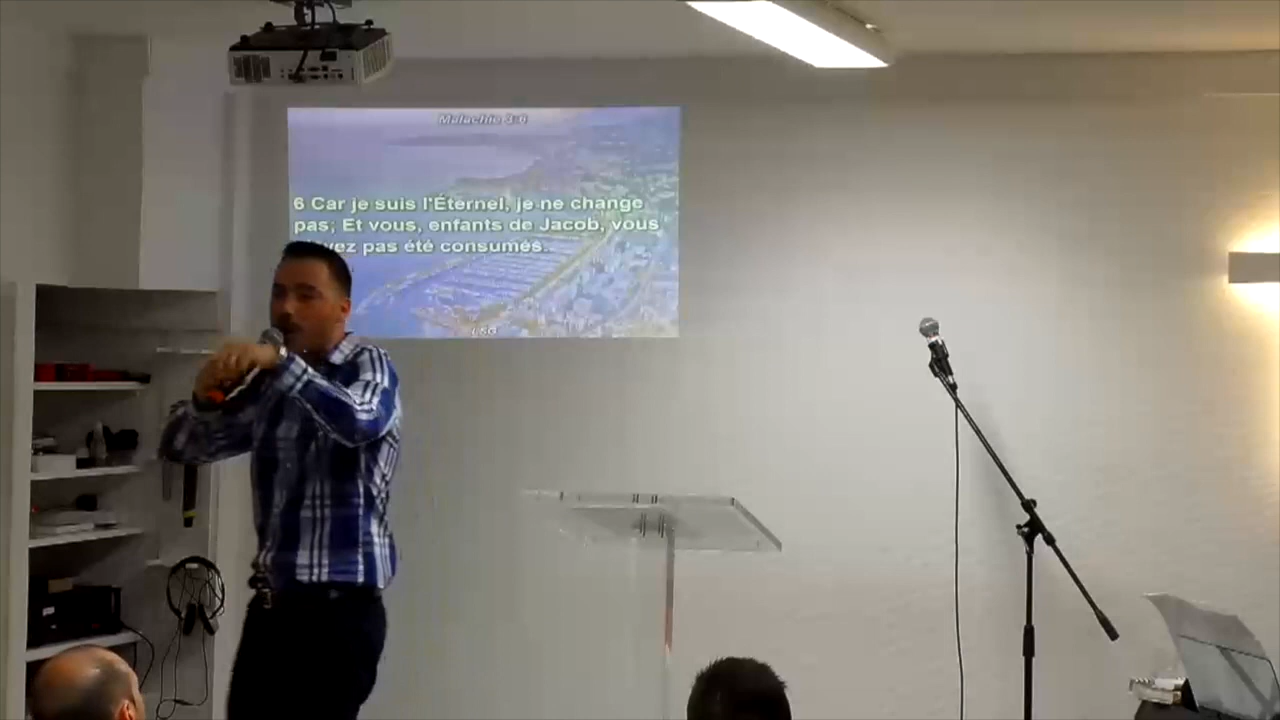 Malachie 3:6
6 Car je suis l'Éternel, je ne change
pas; Et vous, enfants de Jacob, vous
pas été consumés.
LSG